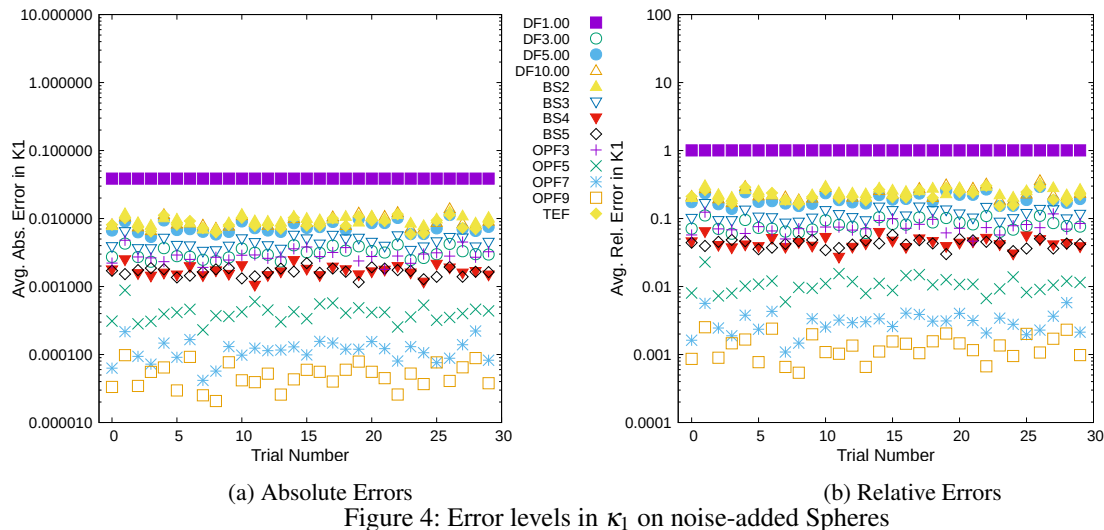 10.000000
1.000000
0.100000
0.010000
0.001000
0.000100
0.000010
Avg. Abs. Error in K1
0 5 10 15 20 25 30
Trial Number
DF1.00
DF3.00
DF5.00
DF10.00
BS2
BS3
BS4
BS5
OPF3
OPF5
OPF7
OPF9
TEF
100
10
1
0.1
0.01
0.001
0.0001
Avg. Rel. Error in K1
0 5 10 15 20 25 30
Trial Number
(a) Absolute Errors
(b) Relative Errors
Figure 4: Error levels in κ₁ on noise-added Spheres